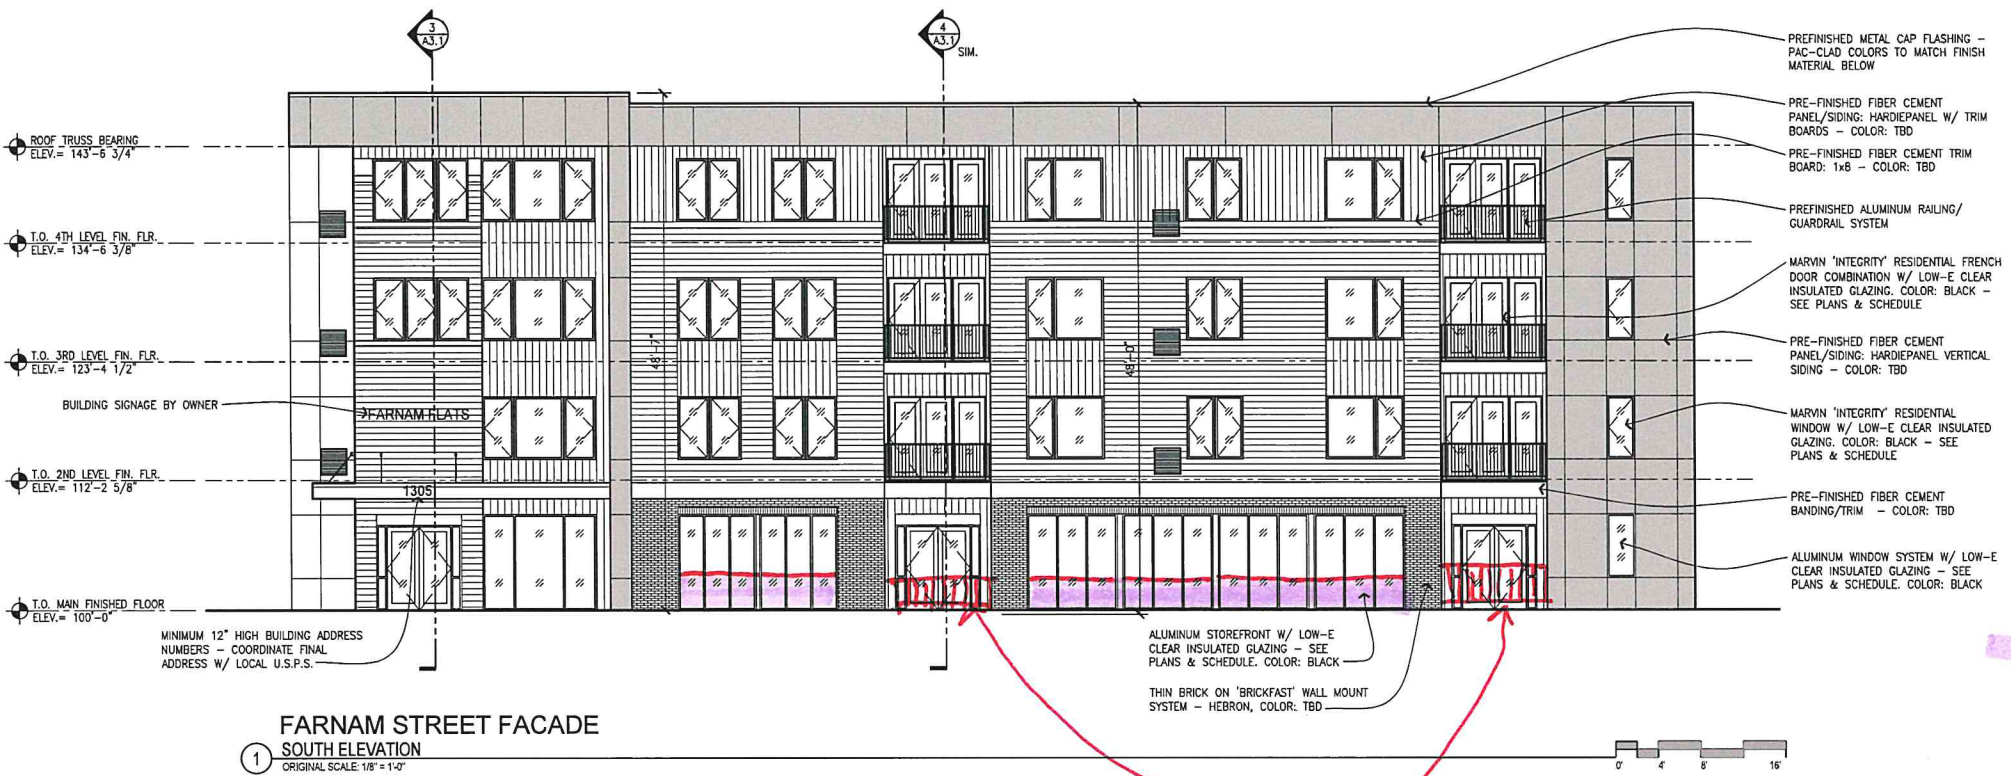 3
A3.1
4
A3.1
SIM.
PREFINISHED METAL CAP FLASHING –
PAC-CLAD COLORS TO MATCH FINISH
MATERIAL BELOW
PRE-FINISHED FIBER CEMENT
PANEL/SIDING: HARDIEPANEL W/ TRIM
BOARDS – COLOR: TBD
PRE-FINISHED FIBER CEMENT TRIM
BOARD: 1x8 – COLOR: TBD
PREFINISHED ALUMINUM RAILING/
GUARDRAIL SYSTEM
MARVIN 'INTEGRITY' RESIDENTIAL FRENCH
DOOR COMBINATION W/ LOW-E CLEAR
INSULATED GLAZING. COLOR: BLACK –
SEE PLANS & SCHEDULE
PRE-FINISHED FIBER CEMENT
PANEL/SIDING: HARDIEPANEL VERTICAL
SIDING – COLOR: TBD
MARVIN 'INTEGRITY' RESIDENTIAL
WINDOW W/ LOW-E CLEAR INSULATED
GLAZING. COLOR: BLACK – SEE
PLANS & SCHEDULE
PRE-FINISHED FIBER CEMENT
BANDING/TRIM – COLOR: TBD
ALUMINUM WINDOW SYSTEM W/ LOW-E
CLEAR INSULATED GLAZING – SEE
PLANS & SCHEDULE. COLOR: BLACK
ROOF TRUSS BEARING
ELEV.= 143'-6 3/4"
T.O. 4TH LEVEL FIN. FLR.
ELEV.= 134'-6 3/8"
T.O. 3RD LEVEL FIN. FLR.
ELEV.= 123'-4 1/2"
BUILDING SIGNAGE BY OWNER
FARNAM FLATS
T.O. 2ND LEVEL FIN. FLR.
ELEV.= 112'-2 5/8"
1305
T.O. MAIN FINISHED FLOOR
ELEV.= 100'-0"
48'-7"
48'-0"
MINIMUM 12" HIGH BUILDING ADDRESS
NUMBERS – COORDINATE FINAL
ADDRESS W/ LOCAL U.S.P.S.
ALUMINUM STOREFRONT W/ LOW-E
CLEAR INSULATED GLAZING – SEE
PLANS & SCHEDULE. COLOR: BLACK
THIN BRICK ON 'BRICKFAST' WALL MOUNT
SYSTEM – HEBRON, COLOR: TBD
FARNAM STREET FACADE
1
SOUTH ELEVATION
ORIGINAL SCALE: 1/8" = 1'-0"
0' 4' 8' 16'